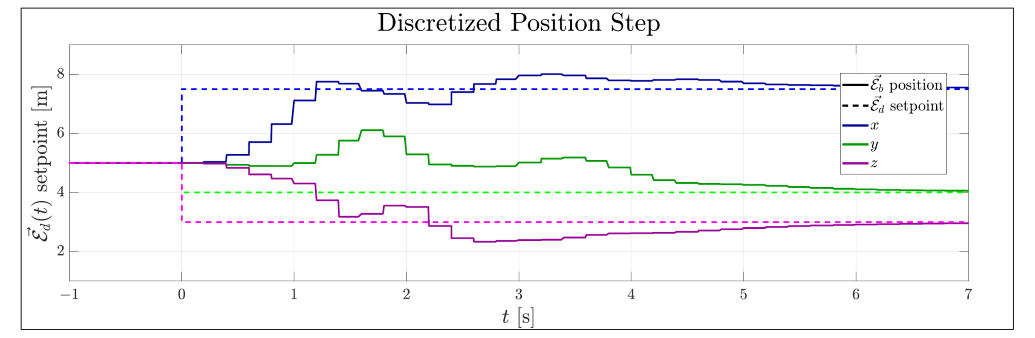 Discretized Position Step
8
6
4
2
−1 0 1 2 3 4 5 6 7
t [s]
ℰ⃗_d(t) setpoint [m]
ℰ⃗_b position
ℰ⃗_d setpoint
x
y
z